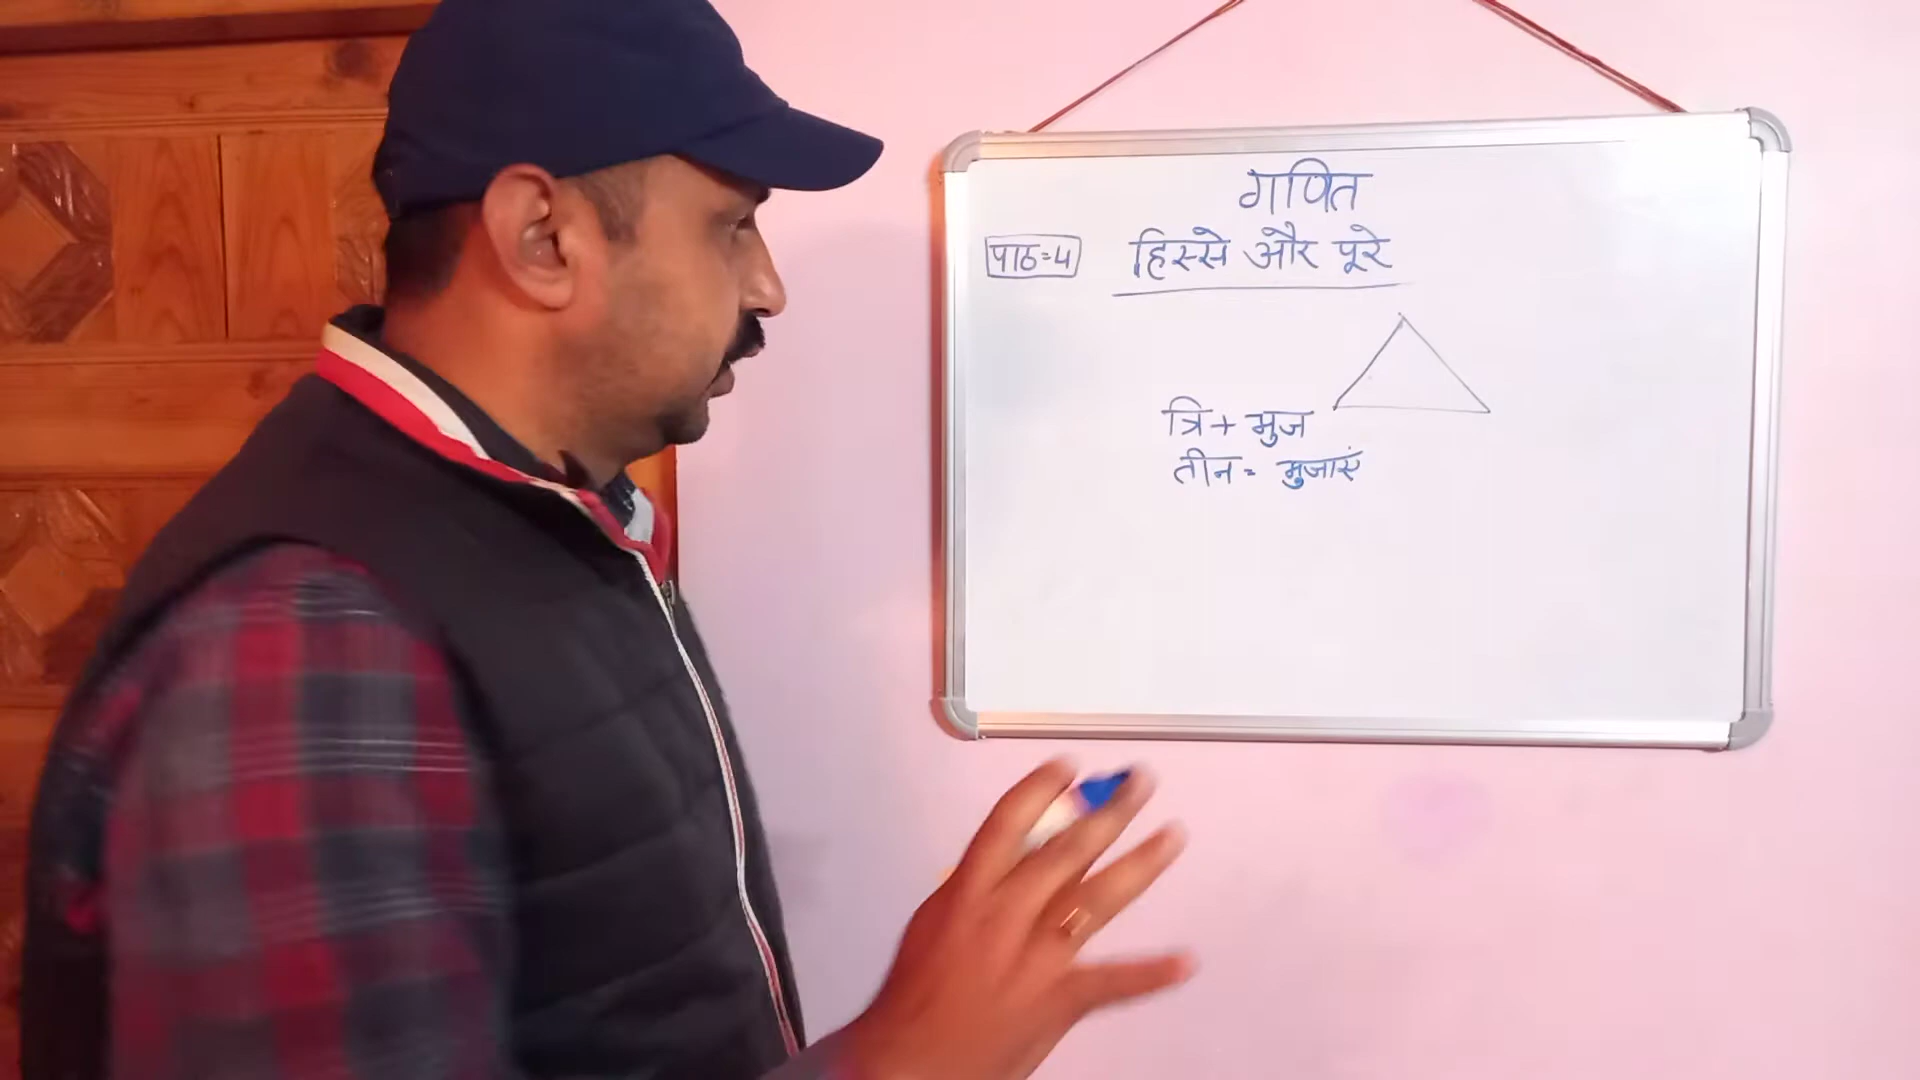 गणित
पाठ=4 हिस्से और पूरे
त्रि+ भुज
तीन = भुजाएं